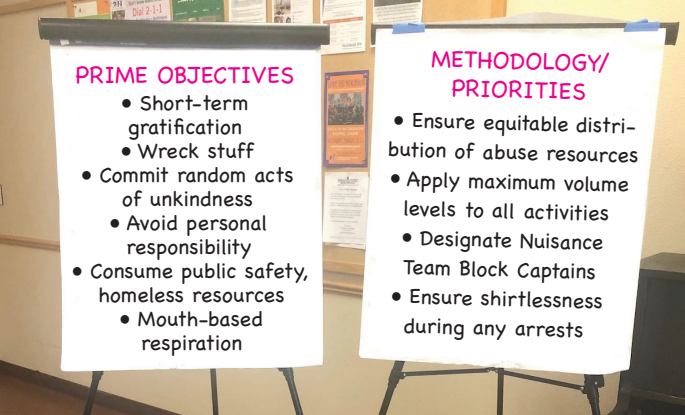 PRIME OBJECTIVES
• Short-term
gratification
• Wreck stuff
• Commit random acts
of unkindness
• Avoid personal
responsibility
• Consume public safety,
homeless resources
• Mouth-based
respiration
METHODOLOGY/
PRIORITIES
• Ensure equitable distri-
bution of abuse resources
• Apply maximum volume
levels to all activities
• Designate Nuisance
Team Block Captains
• Ensure shirtlessness
during any arrests
Dial 2-1-1